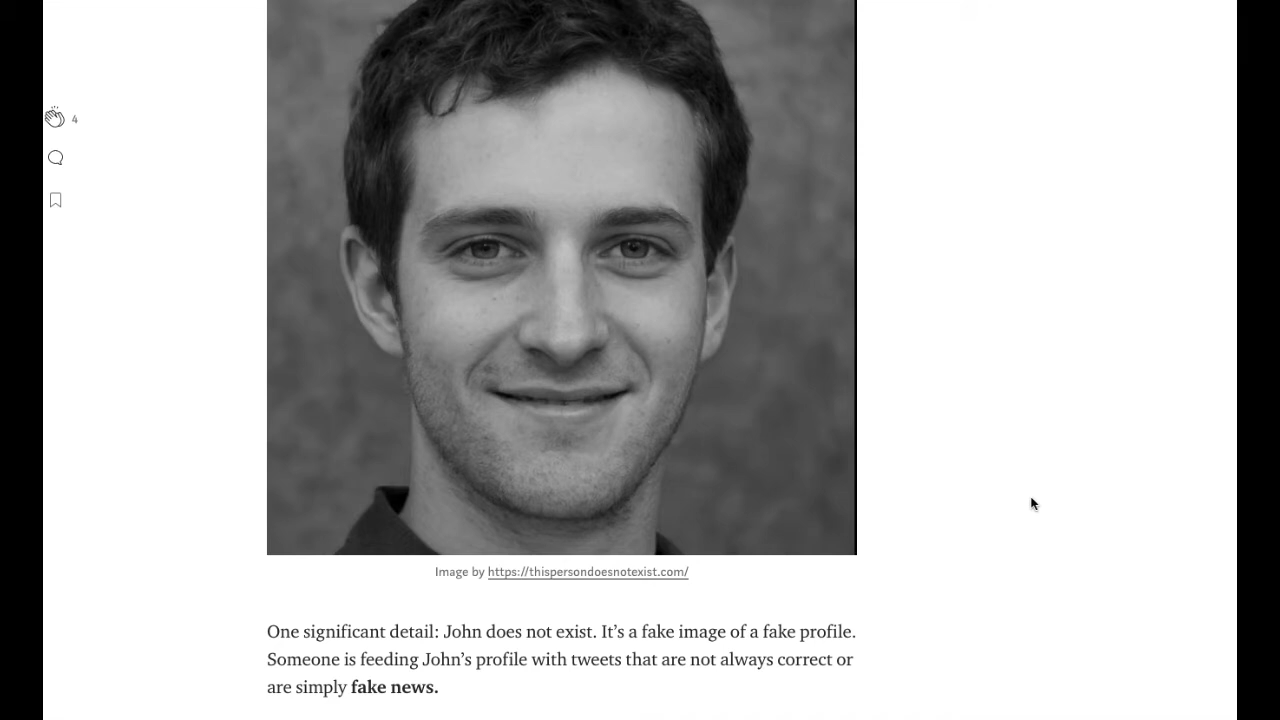 4
Image by https://thispersondoesnotexist.com/
One significant detail: John does not exist. It’s a fake image of a fake profile.
Someone is feeding John’s profile with tweets that are not always correct or
are simply fake news.